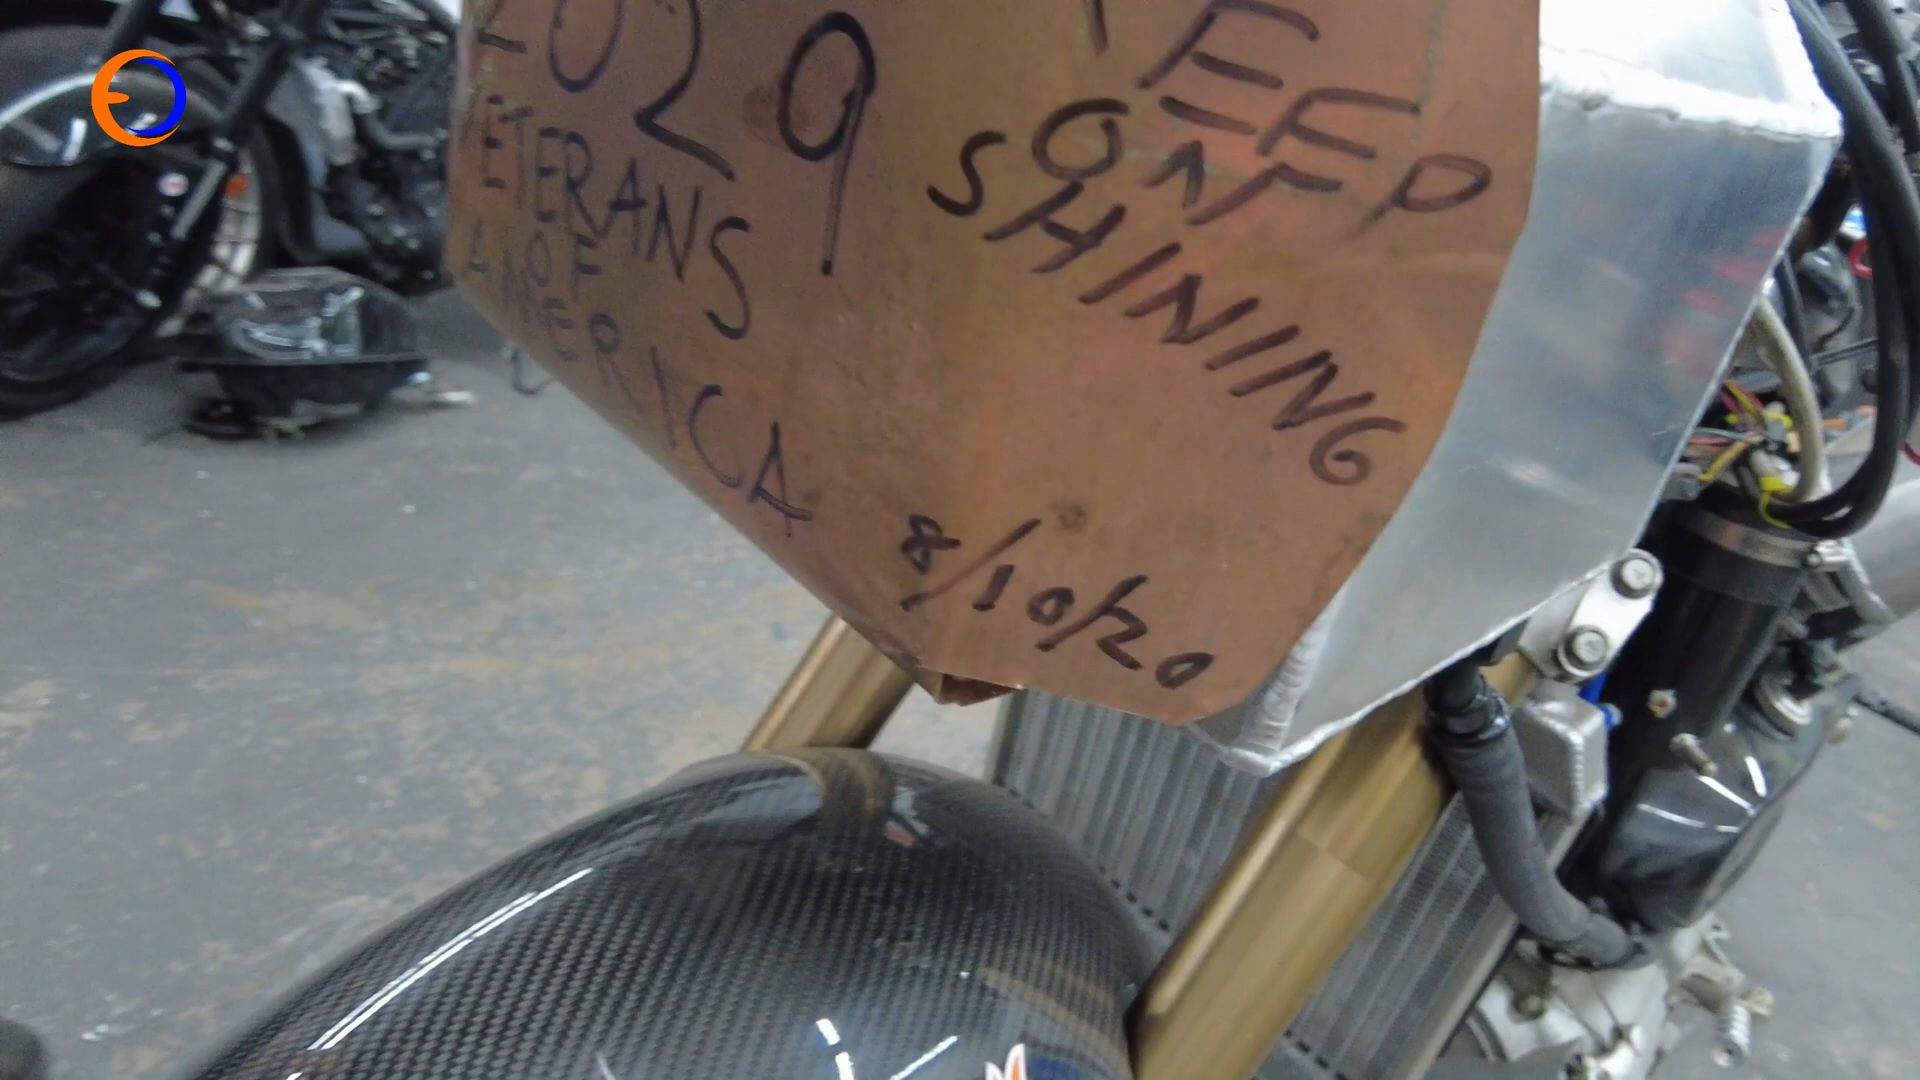 2029
VETERANS
OF
AMERICA
KEEP
ON
SHINING
8/10/20